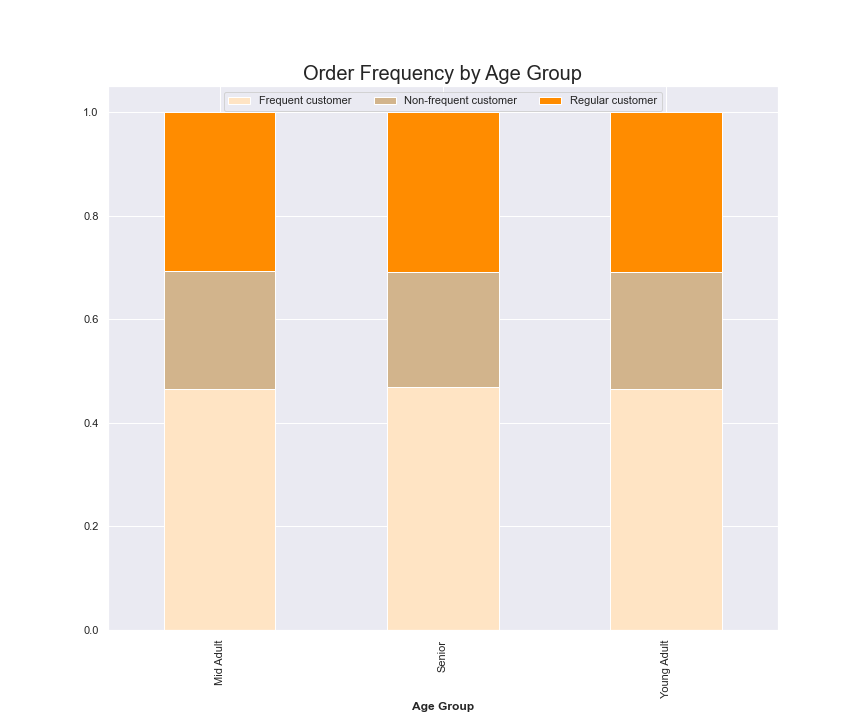 Order Frequency by Age Group
Frequent customer Non-frequent customer Regular customer
1.0
0.8
0.6
0.4
0.2
0.0
Mid Adult
Senior
Young Adult
Age Group